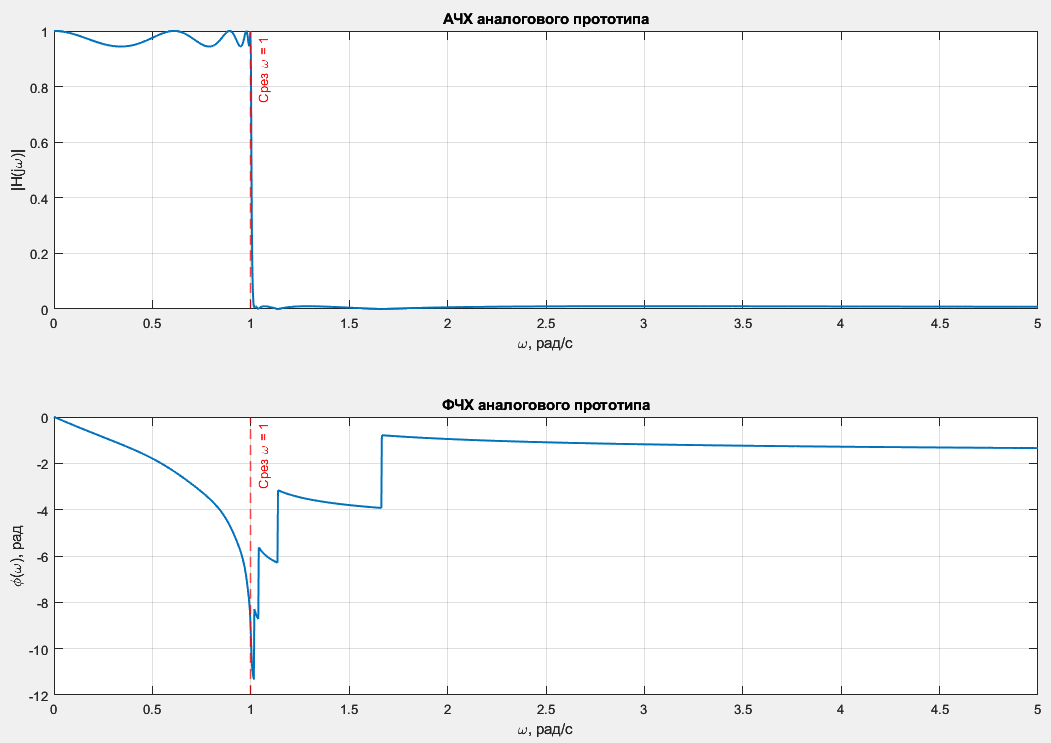 АЧХ аналогового прототипа
1
0.8
0.6
0.4
0.2
0
|H(jω)|
Срез ω = 1
0 0.5 1 1.5 2 2.5 3 3.5 4 4.5 5
ω, рад/с
ФЧХ аналогового прототипа
0
-2
-4
-6
-8
-10
-12
ϕ(ω), рад
Срез ω = 1
0 0.5 1 1.5 2 2.5 3 3.5 4 4.5 5
ω, рад/с